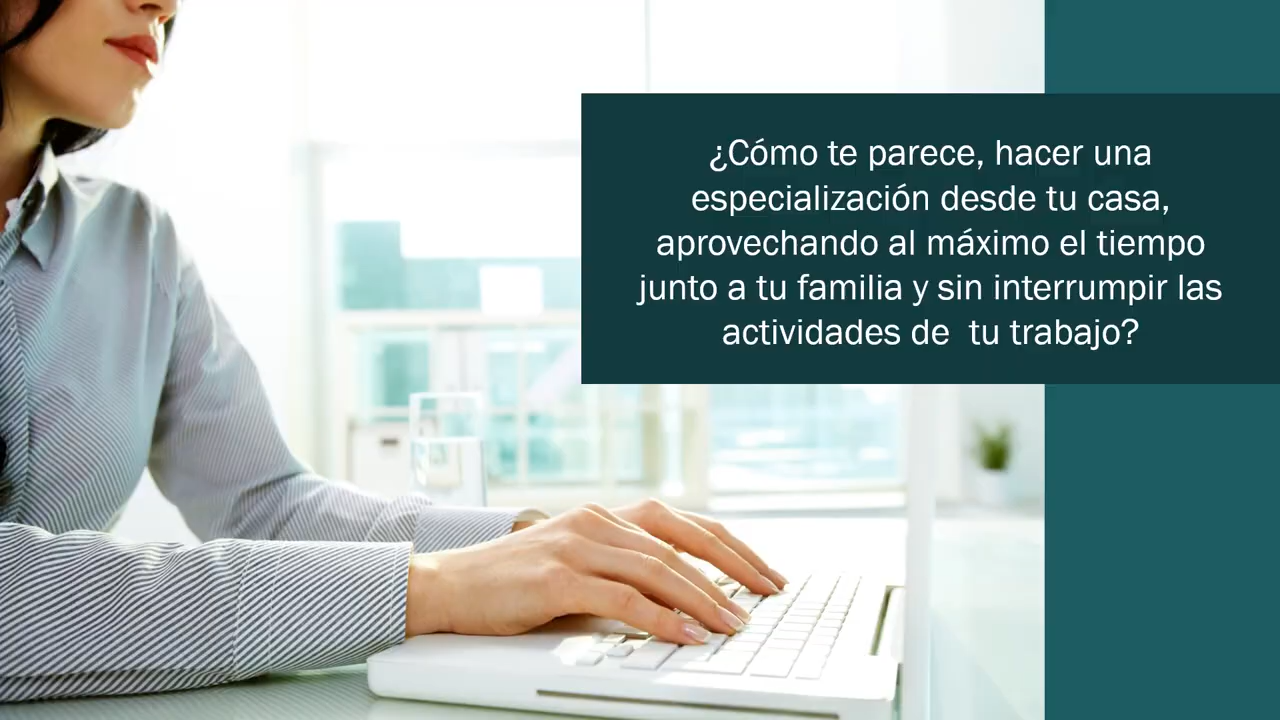 ¿Cómo te parece, hacer una
especialización desde tu casa,
aprovechando al máximo el tiempo
junto a tu familia y sin interrumpir las
actividades de  tu trabajo?